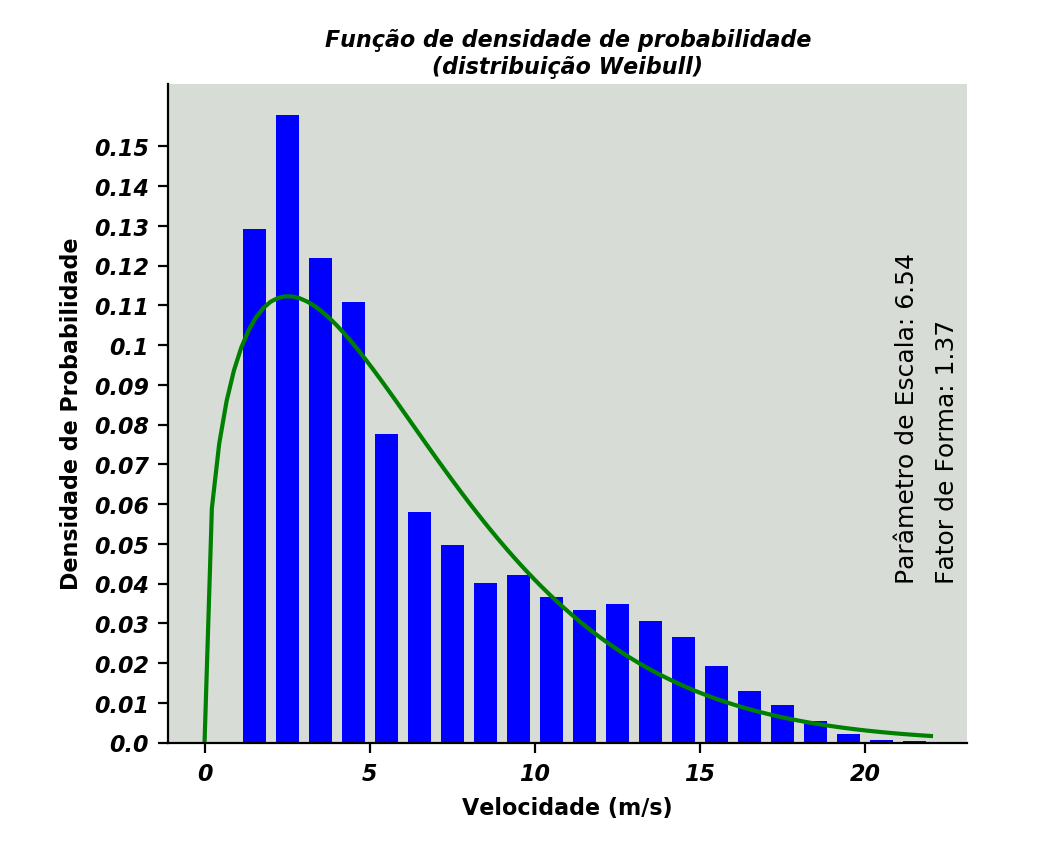 Função de densidade de probabilidade
(distribuição Weibull)
0.15
0.14
0.13
0.12
0.11
0.1
0.09
0.08
0.07
0.06
0.05
0.04
0.03
0.02
0.01
0.0
Densidade de Probabilidade
Parâmetro de Escala: 6.54
Fator de Forma: 1.37
0 5 10 15 20
Velocidade (m/s)